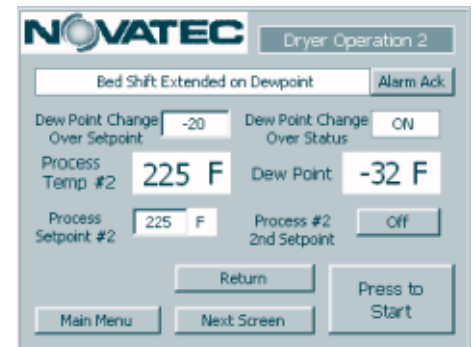 NOVATEC
Dryer Operation 2
Bed Shift Extended on Dewpoint
Alarm Ack
Dew Point Change
Over Setpoint
-20
Dew Point Change
Over Status
ON
Process
Temp #2
225 F
Dew Point
-32 F
Process
Setpoint #2
225 F
Process #2
2nd Setpoint
Off
Return
Press to
Start
Main Menu
Next Screen